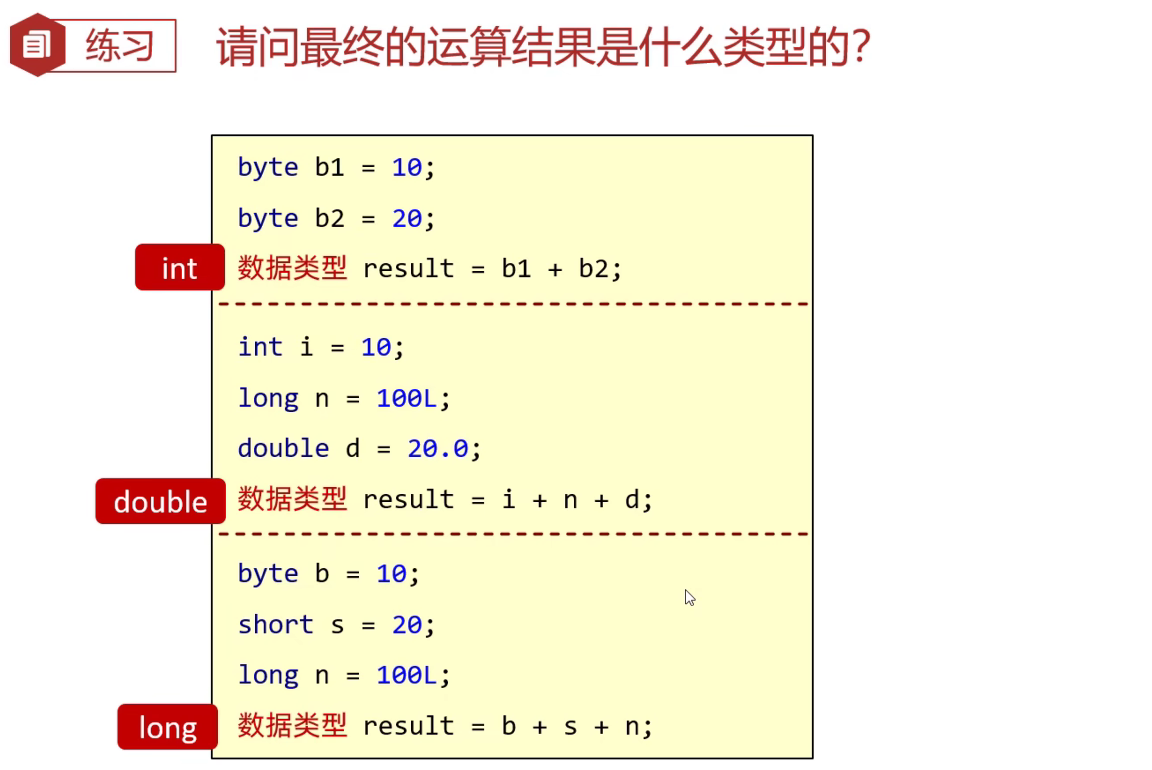 练习 请问最终的运算结果是什么类型的？
byte b1 = 10;
byte b2 = 20;
int 数据类型 result = b1 + b2;
int i = 10;
long n = 100L;
double d = 20.0;
double 数据类型 result = i + n + d;
byte b = 10;
short s = 20;
long n = 100L;
long 数据类型 result = b + s + n;